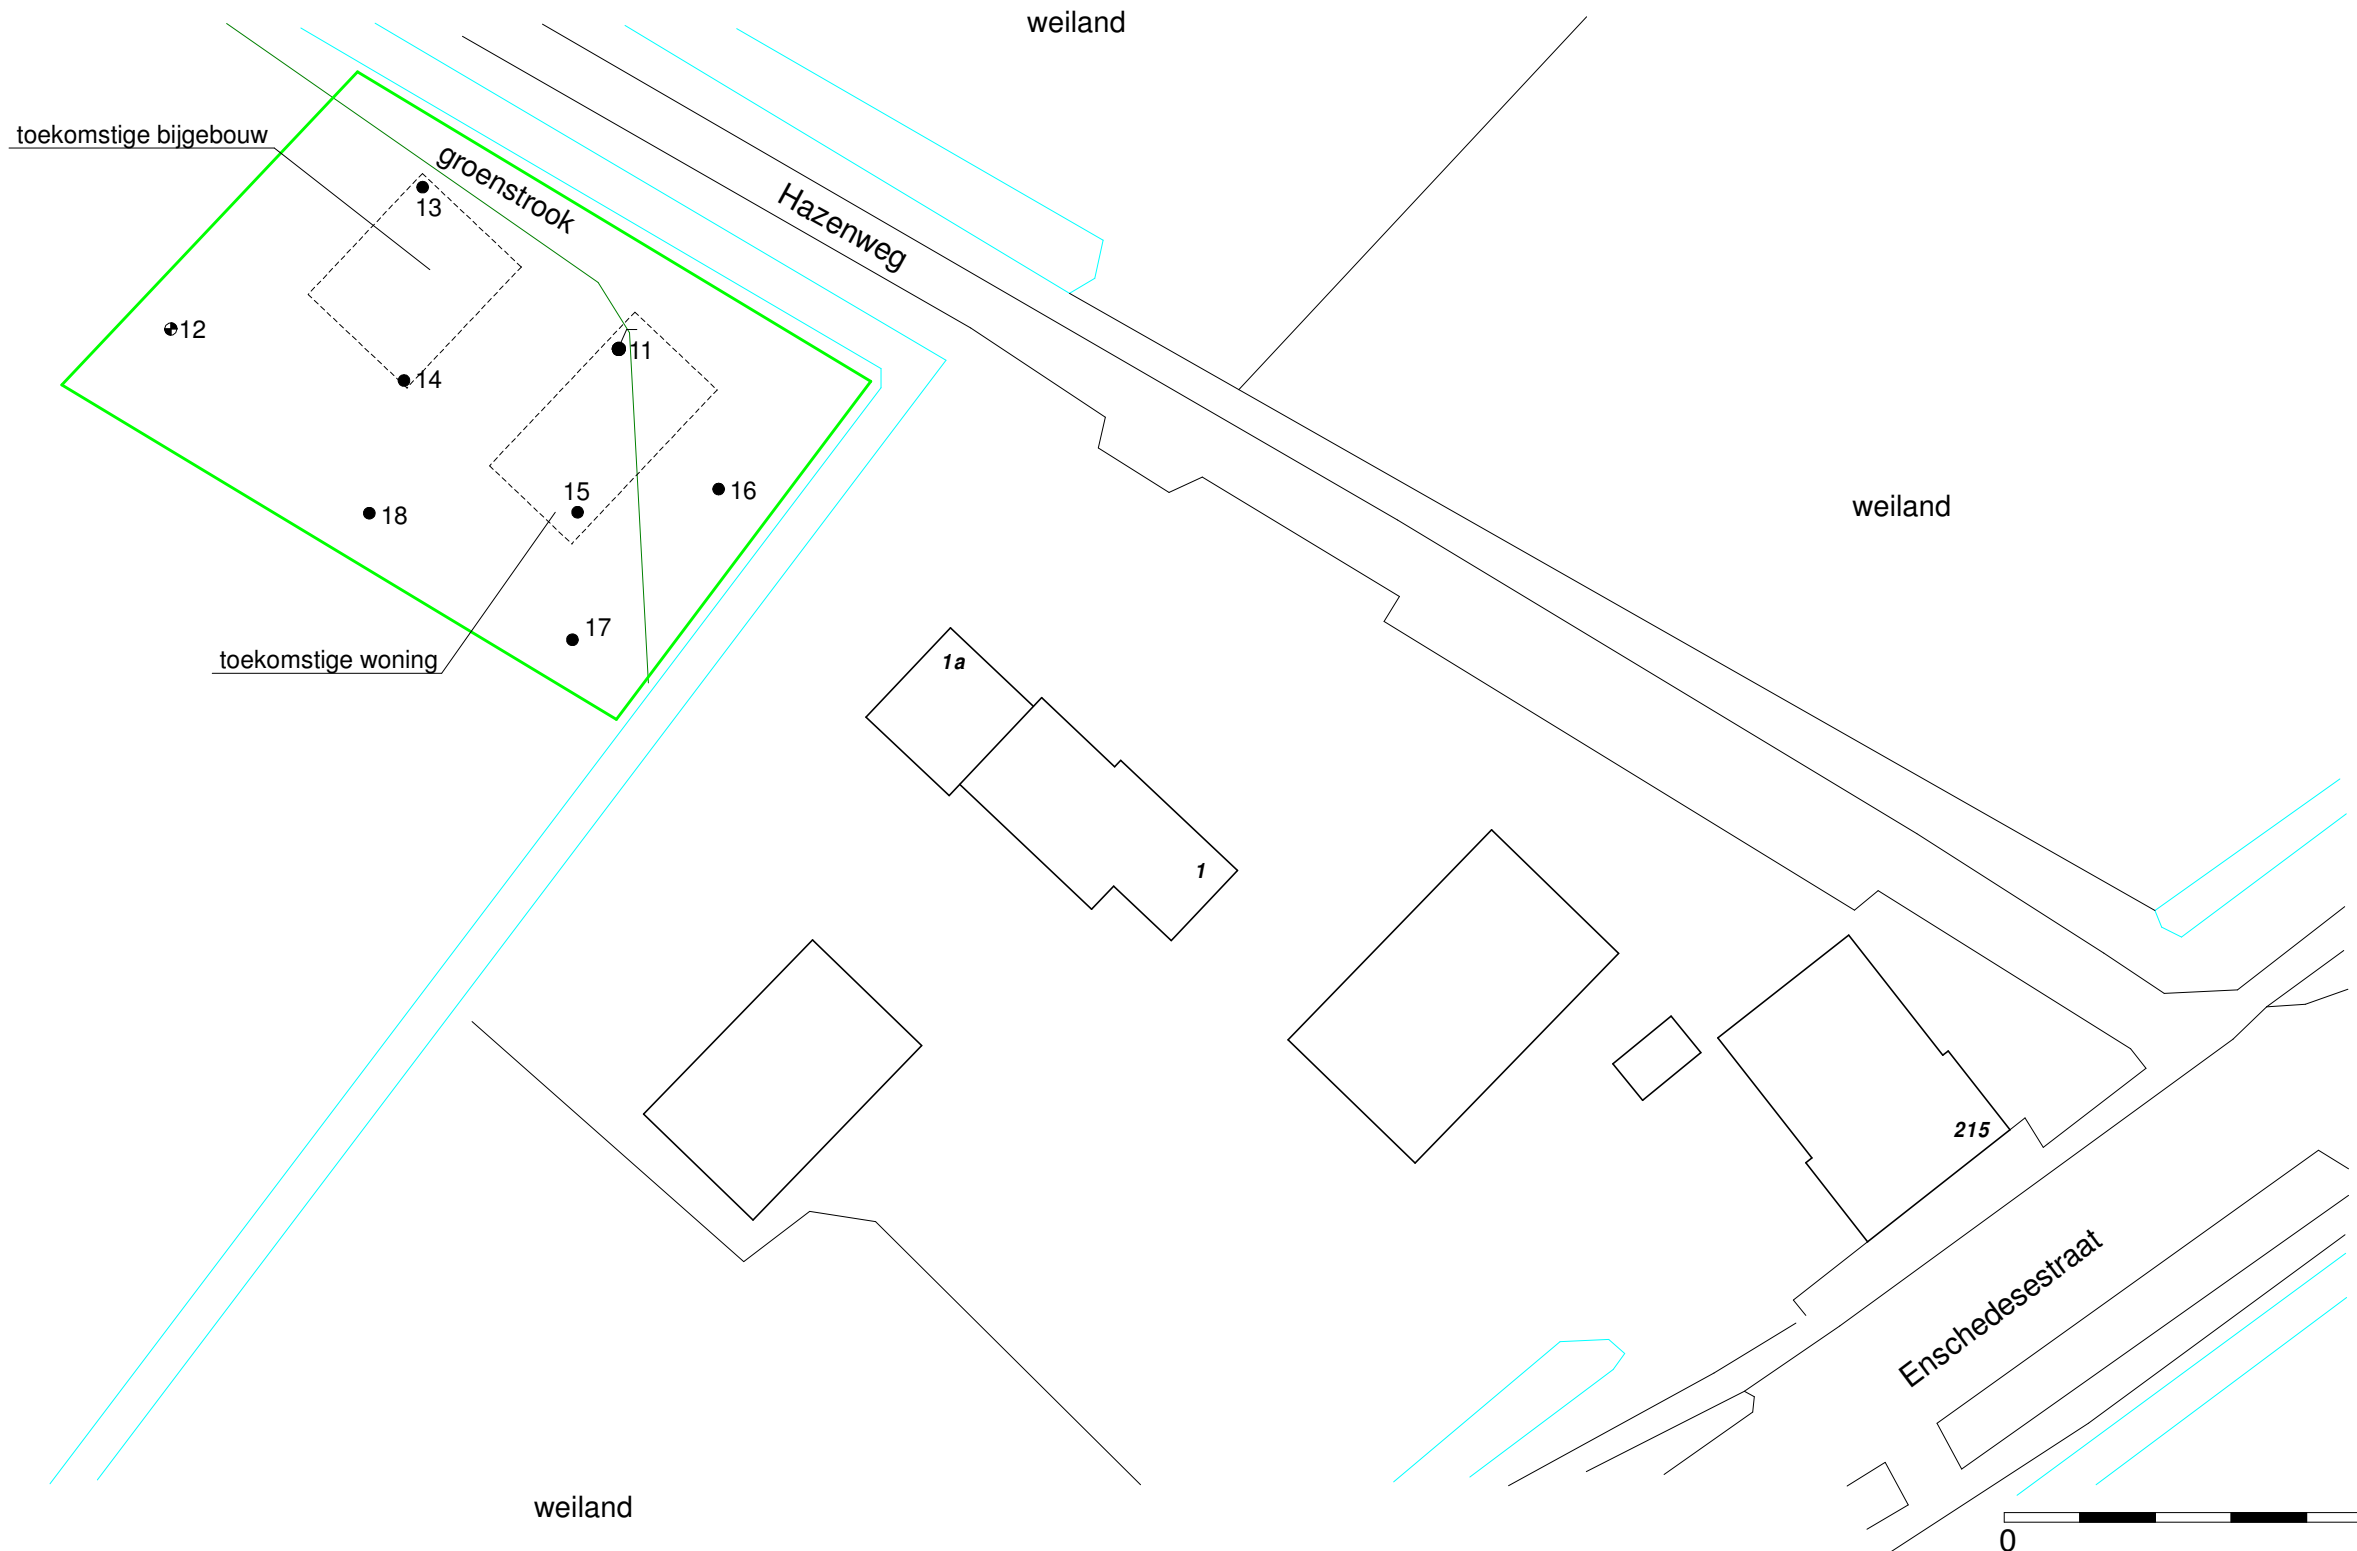 weiland
toekomstige bijgebouw
groenstrook
13
Hazenweg
12
11
14
15
16
18
weiland
17
toekomstige woning
1a
1
215
Enschedesestraat
weiland
0